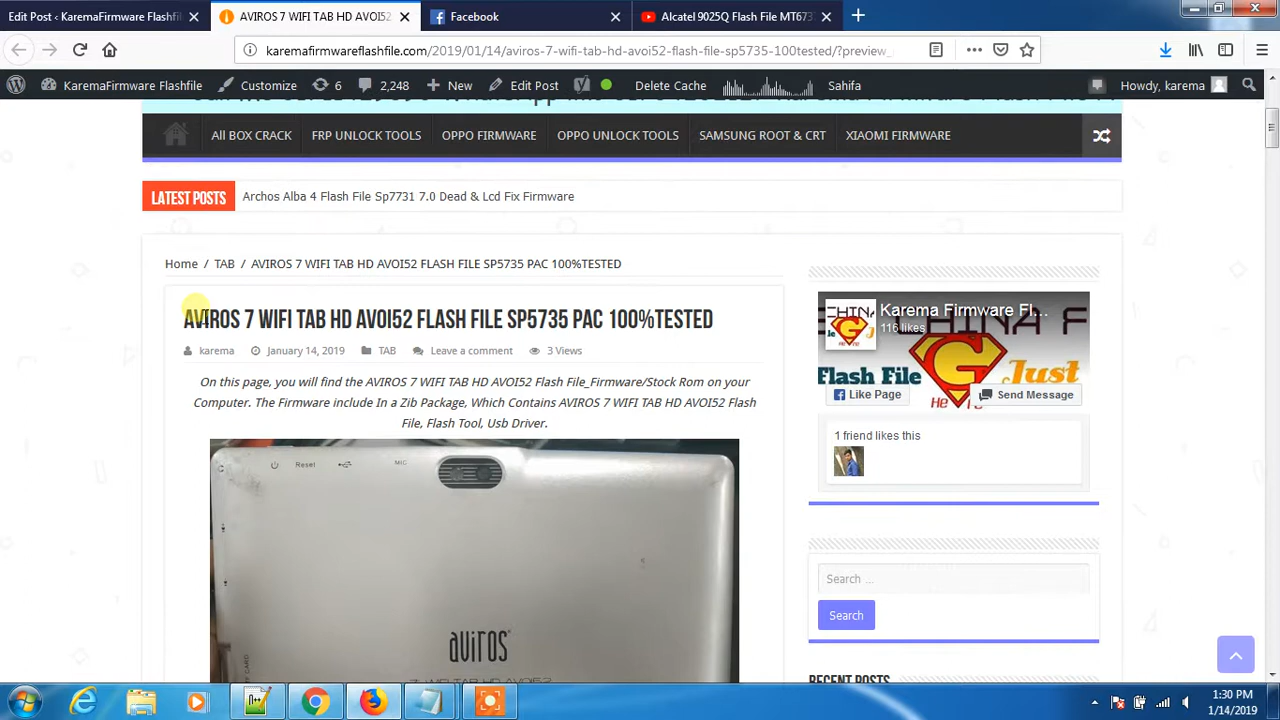 Edit Post ‹ KaremaFirmware Flashfil
AVIROS 7 WIFI TAB HD AVOI52
Facebook
Alcatel 9025Q Flash File MT673
karemafirmwareflashfile.com/2019/01/14/aviros-7-wifi-tab-hd-avoi52-flash-file-sp5735-100tested/?preview_
KaremaFirmware Flashfile
Customize
6
2,248
New
Edit Post
Delete Cache
Sahifa
Howdy, karema
All BOX CRACK
FRP UNLOCK TOOLS
OPPO FIRMWARE
OPPO UNLOCK TOOLS
SAMSUNG ROOT & CRT
XIAOMI FIRMWARE
LATEST POSTS
Archos Alba 4 Flash File Sp7731 7.0 Dead & Lcd Fix Firmware
Home / TAB / AVIROS 7 WIFI TAB HD AVOI52 FLASH FILE SP5735 PAC 100%TESTED
AVIROS 7 WIFI TAB HD AVOI52 FLASH FILE SP5735 PAC 100%TESTED
karema
January 14, 2019
TAB
Leave a comment
3 Views
On this page, you will find the AVIROS 7 WIFI TAB HD AVOI52 Flash File_Firmware/Stock Rom on your
Computer. The firmware include In a Zib Package, Which Contains AVIROS 7 WIFI TAB HD AVOI52 Flash
File, Flash Tool, Usb Driver.
Reset
MIC
aviros
7 WIFI TAB HD AVOI52
CHINA F
Karema Firmware Fl...
116 likes
Flash File
Just
Like Page
Send Message
1 friend likes this
Search ...
Search
RECENT POSTS
1:30 PM
1/14/2019